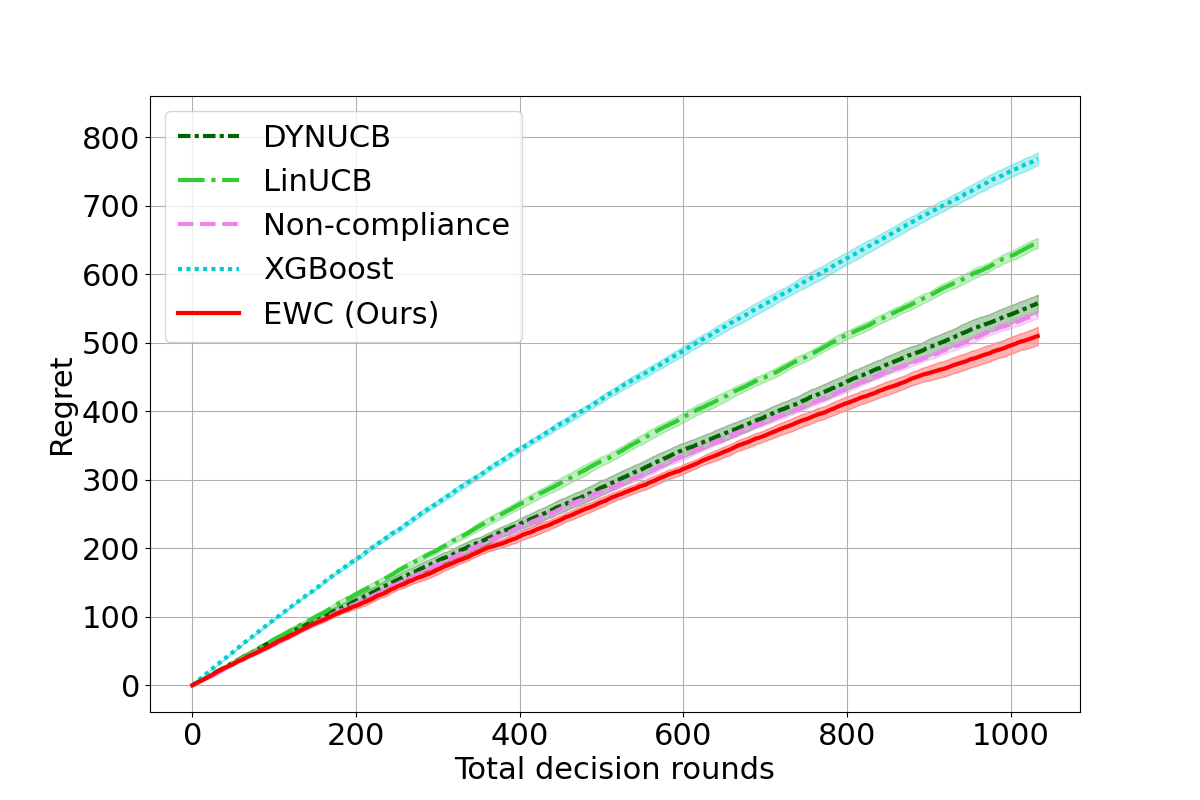 DYNUCB
LinUCB
Non-compliance
XGBoost
EWC (Ours)
Regret
800
700
600
500
400
300
200
100
0
0 200 400 600 800 1000
Total decision rounds